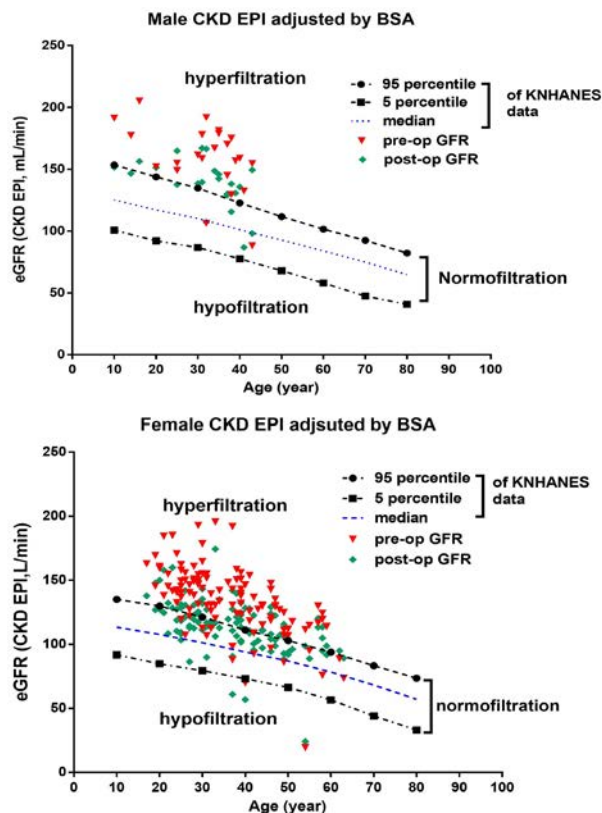 Male CKD EPI adjusted by BSA
250
200
150
100
50
0
eGFR (CKD EPI, mL/min)
hyperfiltration
95 percentile
5 percentile
median
pre-op GFR
post-op GFR
of KNHANES
data
hypofiltration
Normofiltration
0 10 20 30 40 50 60 70 80 90 100
Age (year)
Female CKD EPI adjsuted by BSA
250
200
150
100
50
0
eGFR (CKD EPI,L/min)
hyperfiltration
95 percentile
5 percentile
median
pre-op GFR
post-op GFR
of KNHANES
data
hypofiltration
normofiltration
0 10 20 30 40 50 60 70 80 90 100
Age (year)